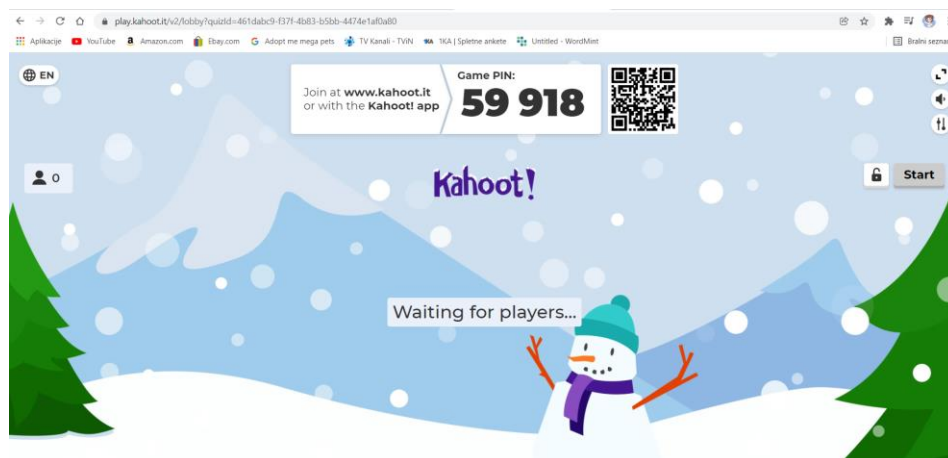 play.kahoot.it/v2/lobby?quizId=461dabc9-f37f-4b83-b5bb-4474e1af0a80
Aplikacije YouTube Amazon.com Ebay.com Adopt me mega pets TV Kanali - TViN 1KA | Spletne ankete Untitled - WordMint Bralni sezna
EN
Join at www.kahoot.it
or with the Kahoot! app
Game PIN:
59 918
0
Kahoot!
Start
Waiting for players...